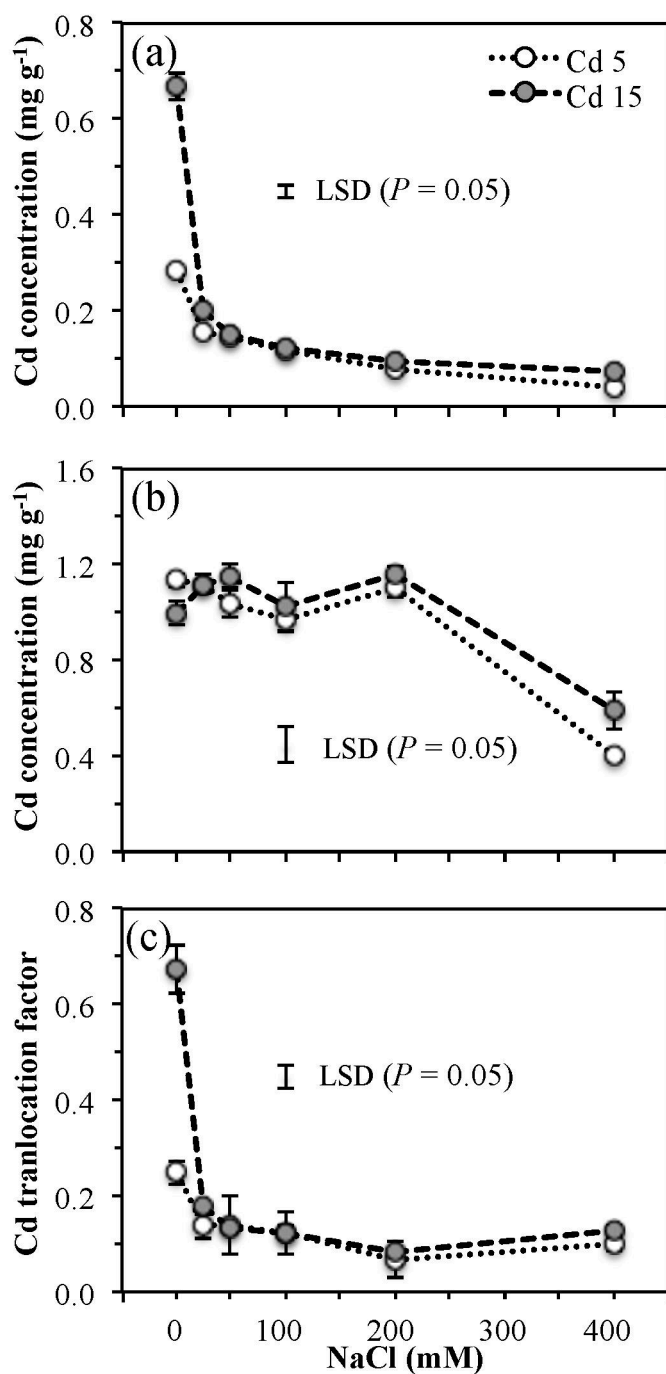 (a)
Cd 5
Cd 15
LSD (P = 0.05)
Cd concentration (mg g-1)
0.8
0.6
0.4
0.2
0.0
(b)
LSD (P = 0.05)
Cd concentration (mg g-1)
1.6
1.2
0.8
0.4
0.0
(c)
LSD (P = 0.05)
Cd tranlocation factor
0.8
0.6
0.4
0.2
0.0
0 100 200 300 400
NaCl (mM)